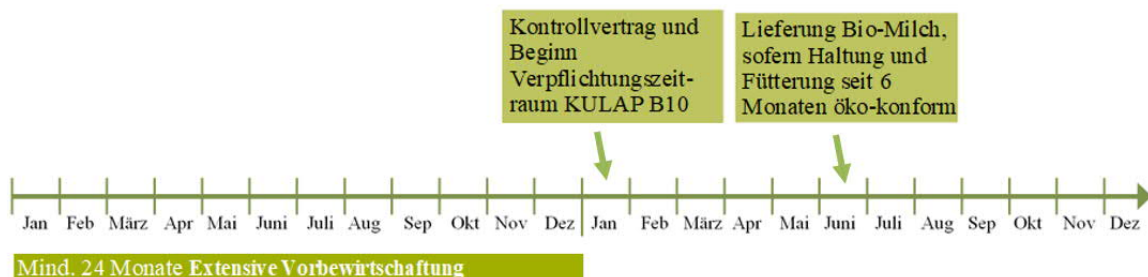 Kontrollvertrag und
Beginn
Verpflichtungszeit-
raum KULAP B10
Lieferung Bio-Milch,
sofern Haltung und
Fütterung seit 6
Monaten öko-konform
Jan Feb März Apr Mai Juni Juli Aug Sep Okt Nov Dez Jan Feb März Apr Mai Juni Juli Aug Sep Okt Nov Dez
Mind. 24 Monate Extensive Vorbewirtschaftung